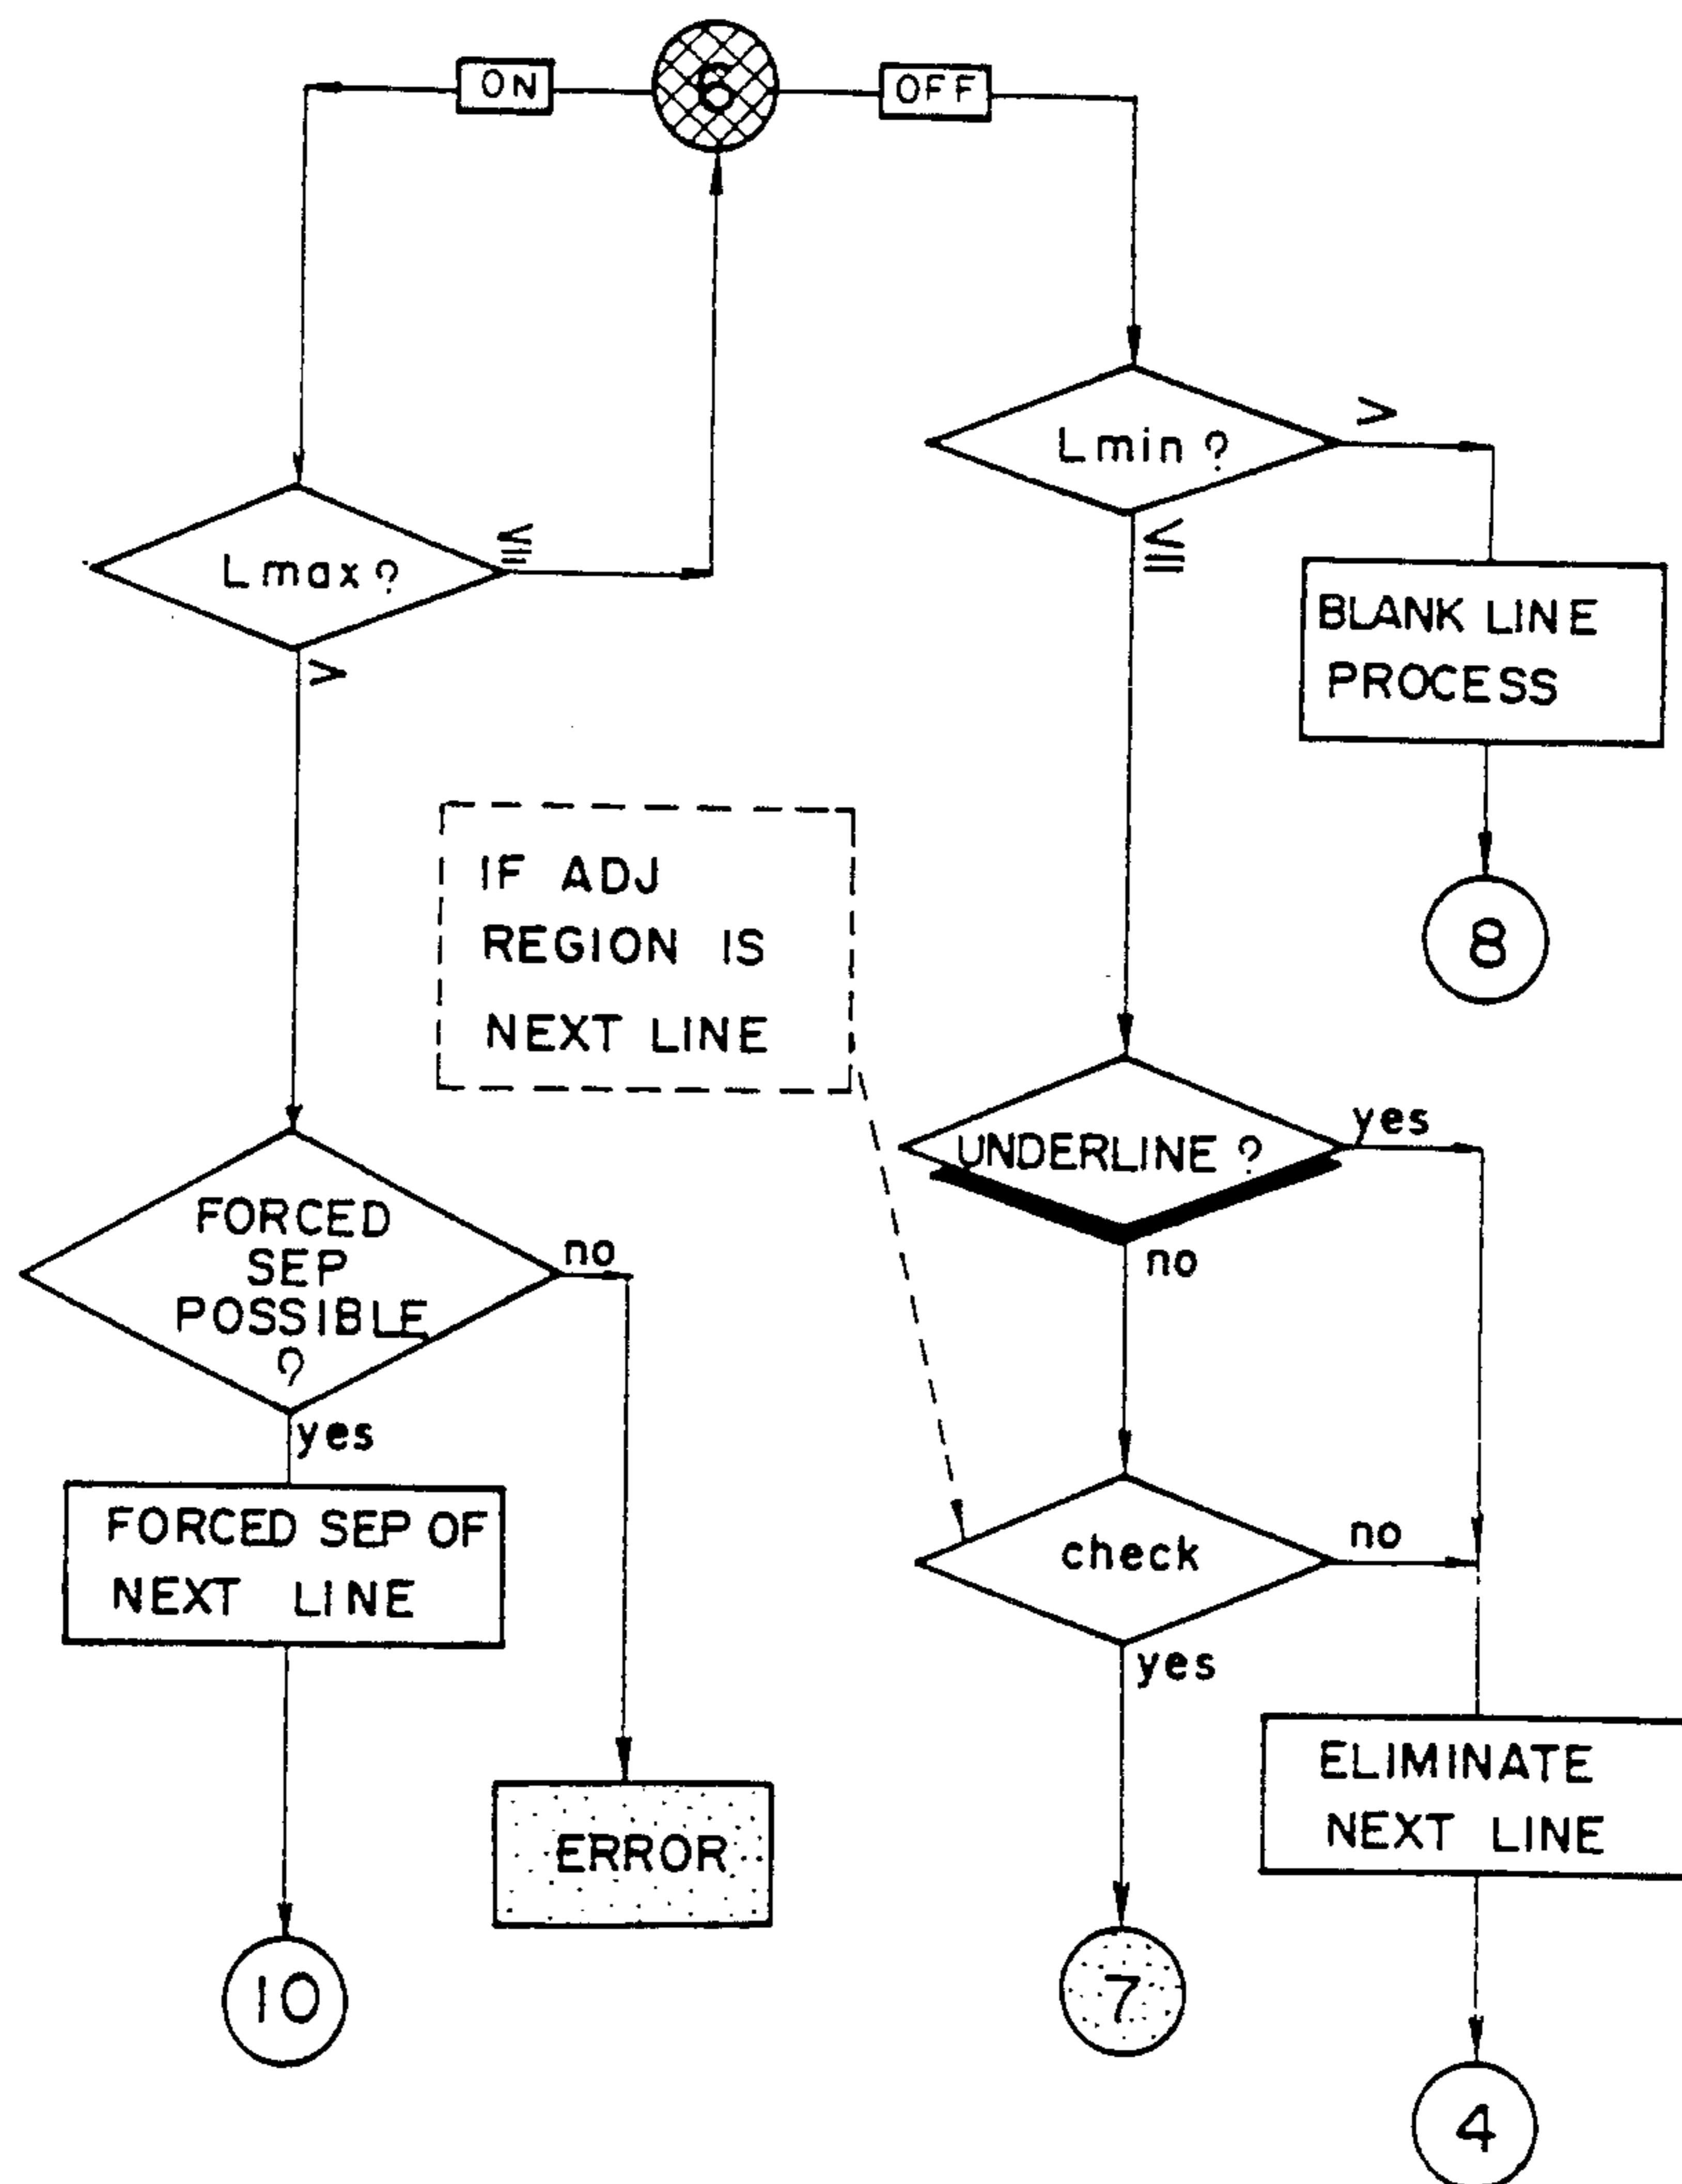 ON
6
OFF
Lmin ?
>
≦
Lmax ?
≦
>
BLANK LINE
PROCESS
8
IF ADJ
REGION IS
NEXT LINE
UNDERLINE ?
yes
no
FORCED
SEP
POSSIBLE
?
no
yes
FORCED SEP OF
NEXT LINE
check
no
yes
ERROR
ELIMINATE
NEXT LINE
10
7
4